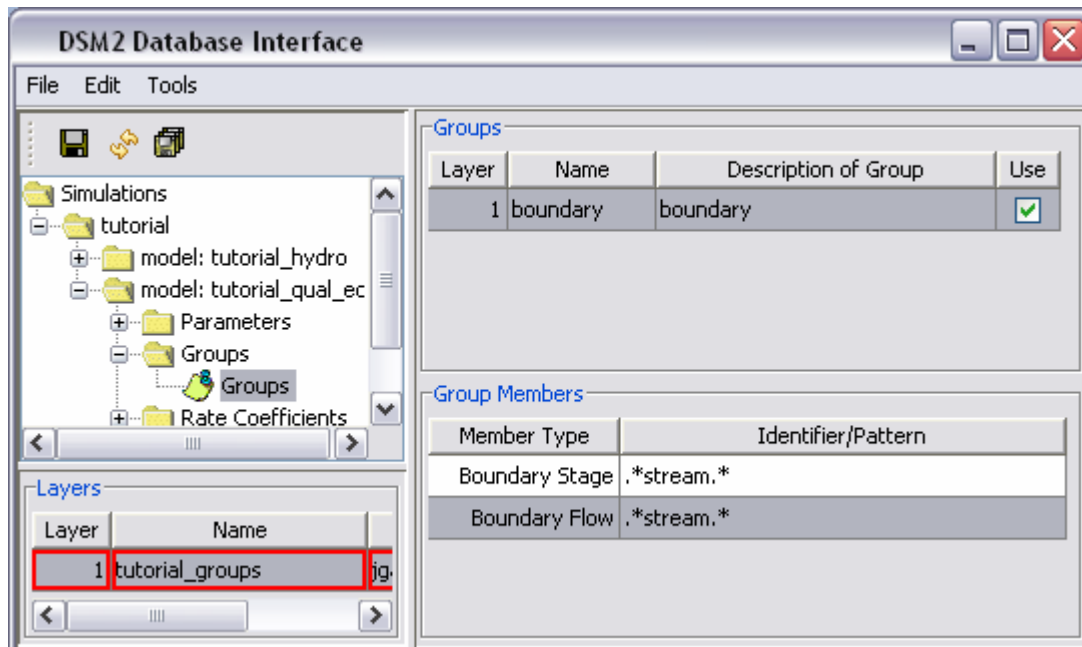 DSM2 Database Interface
File Edit Tools
Simulations
tutorial
model: tutorial_hydro
model: tutorial_qual_ec
Parameters
Groups
Groups
Rate Coefficients
Layers
Layer Name
1 tutorial_groups
Groups
Layer Name Description of Group Use
1 boundary boundary
Group Members
Member Type Identifier/Pattern
Boundary Stage .*stream.*
Boundary Flow .*stream.*